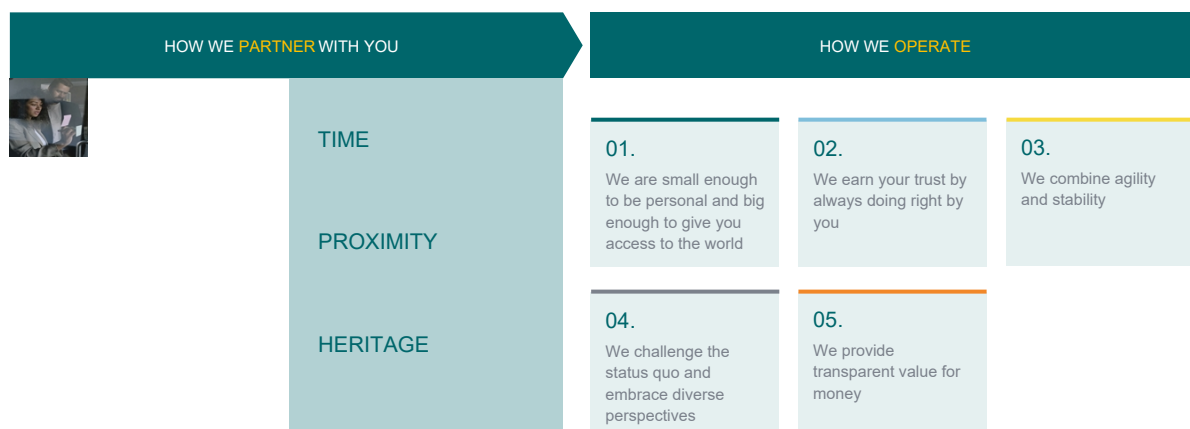 HOW WE PARTNER WITH YOU
HOW WE OPERATE
TIME
PROXIMITY
HERITAGE
01.
We are small enough
to be personal and big
enough to give you
access to the world
02.
We earn your trust by
always doing right by
you
03.
We combine agility
and stability
04.
We challenge the
status quo and
embrace diverse
perspectives
05.
We provide
transparent value for
money